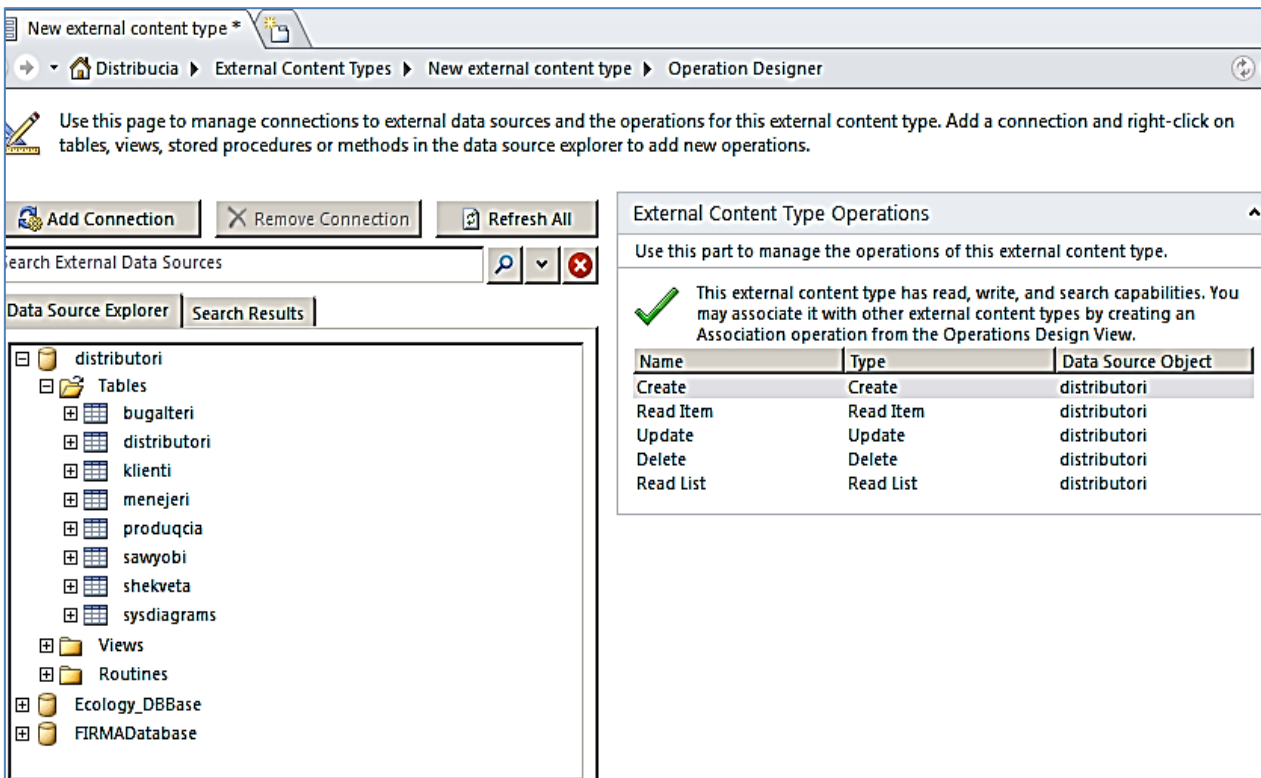 New external content type *
Distribucia External Content Types New external content type Operation Designer
Use this page to manage connections to external data sources and the operations for this external content type. Add a connection and right-click on
tables, views, stored procedures or methods in the data source explorer to add new operations.
Add Connection Remove Connection Refresh All
Search External Data Sources
Data Source Explorer Search Results
distributori
Tables
bugalteri
distributori
klienti
menejeri
produqcia
sawyobi
shekveta
sysdiagrams
Views
Routines
Ecology_DBBase
FIRMADatabase
External Content Type Operations
Use this part to manage the operations of this external content type.
This external content type has read, write, and search capabilities. You
may associate it with other external content types by creating an
Association operation from the Operations Design View.
Name Type Data Source Object
Create Create distributori
Read Item Read Item distributori
Update Update distributori
Delete Delete distributori
Read List Read List distributori